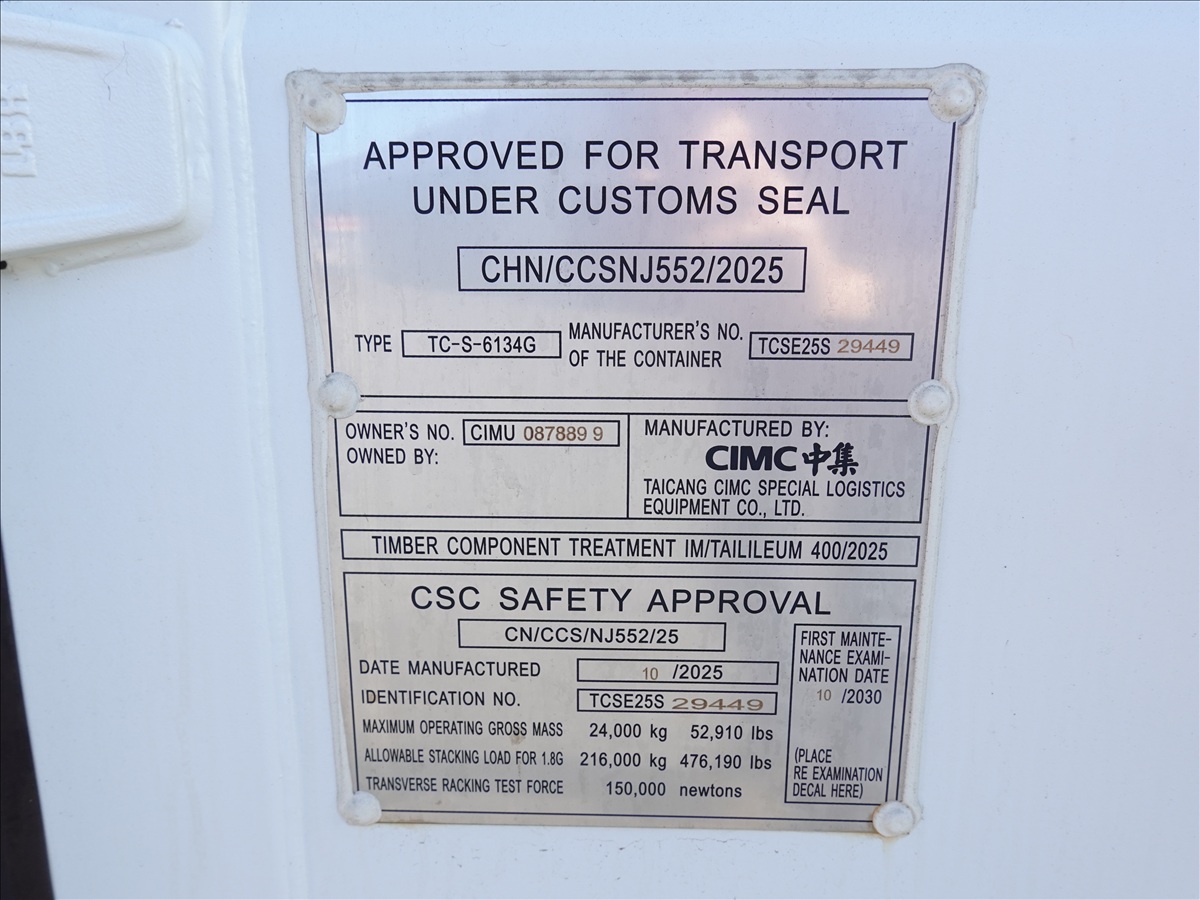 APPROVED FOR TRANSPORT
UNDER CUSTOMS SEAL
CHN/CCSNJ552/2025
TYPE TC-S-6134G MANUFACTURER'S NO. OF THE CONTAINER TCSE25S 29449
OWNER'S NO. CIMU 087889 9
OWNED BY:
MANUFACTURED BY:
CIMC中集
TAICANG CIMC SPECIAL LOGISTICS
EQUIPMENT CO., LTD.
TIMBER COMPONENT TREATMENT IM/TAILILEUM 400/2025
CSC SAFETY APPROVAL
CN/CCS/NJ552/25
DATE MANUFACTURED 10 /2025
IDENTIFICATION NO. TCSE25S 29449
MAXIMUM OPERATING GROSS MASS 24,000 kg 52,910 lbs
ALLOWABLE STACKING LOAD FOR 1.8G 216,000 kg 476,190 lbs
TRANSVERSE RACKING TEST FORCE 150,000 newtons
FIRST MAINTE-
NANCE EXAMI-
NATION DATE
10 /2030
(PLACE
RE EXAMINATION
DECAL HERE)